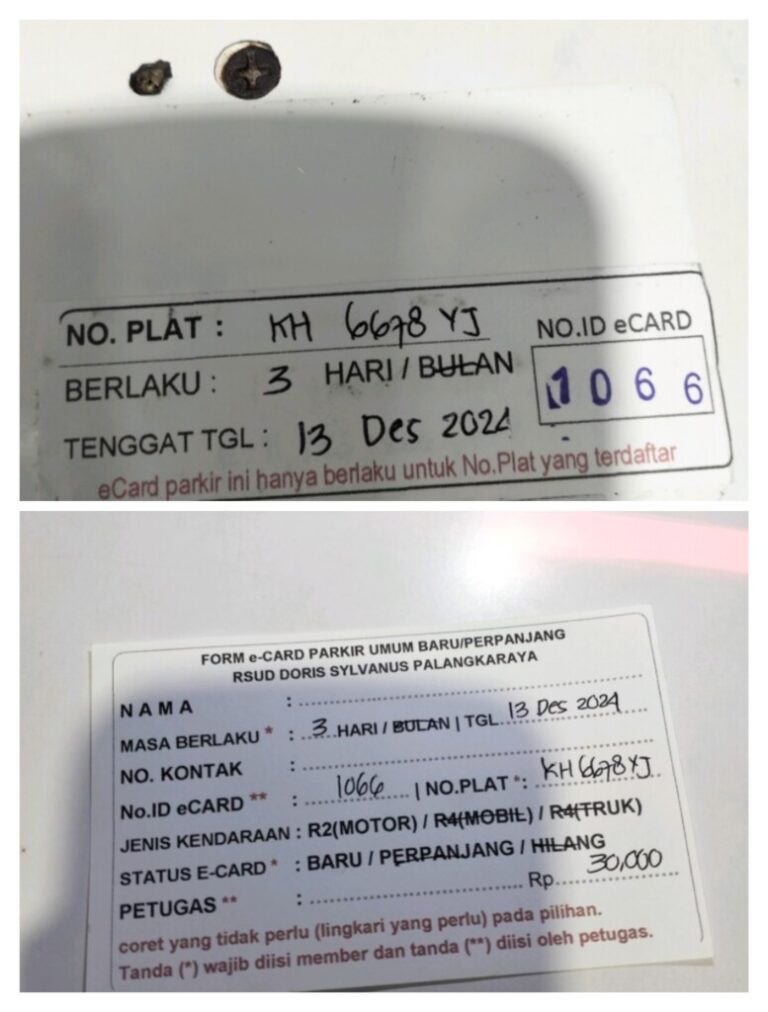 NO. PLAT : KH 6678 YJ
NO.ID eCARD
BERLAKU : 3 HARI / BULAN
1066
TENGGAT TGL : 13 Des 2024
eCard parkir ini hanya berlaku untuk No.Plat yang terdaftar
FORM e-CARD PARKIR UMUM BARU/PERPANJANG
RSUD DORIS SYLVANUS PALANGKARAYA
NAMA :
MASA BERLAKU * : 3 HARI / BULAN | TGL 13 Des 2024
NO. KONTAK :
No.ID eCARD ** : 1066 | NO.PLAT *: KH 6678 YJ
JENIS KENDARAAN : R2(MOTOR) / R4(MOBIL) / R4(TRUK)
STATUS E-CARD * : BARU / PERPANJANG / HILANG
PETUGAS ** : Rp. 30,000
coret yang tidak perlu (lingkari yang perlu) pada pilihan.
Tanda (*) wajib diisi member dan tanda (**) diisi oleh petugas.